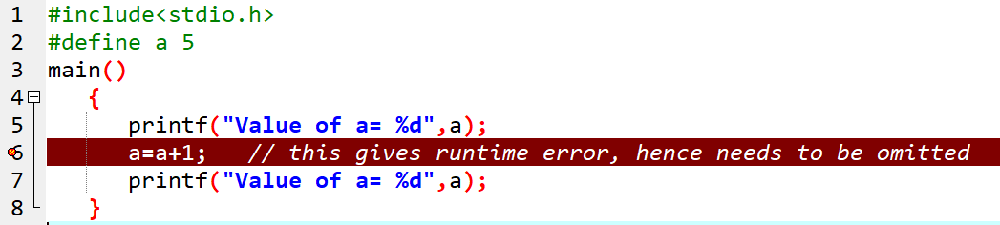 1 #include<stdio.h>
2 #define a 5
3 main()
4 {
5 printf("Value of a= %d",a);
6 a=a+1; // this gives runtime error, hence needs to be omitted
7 printf("Value of a= %d",a);
8 }